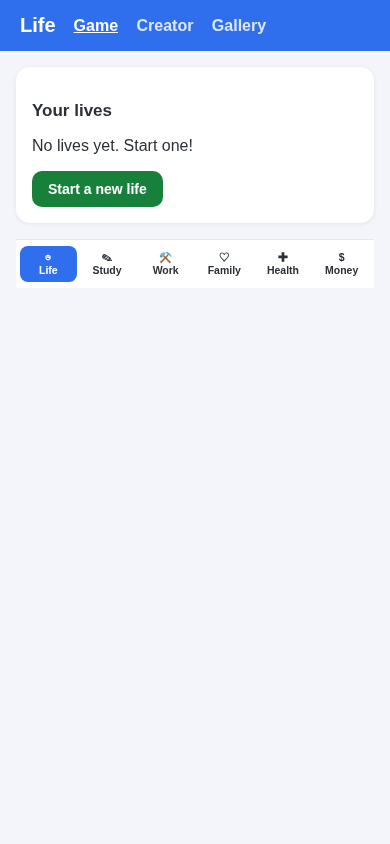 Life Game Creator Gallery
Your lives
No lives yet. Start one!
Start a new life
Life Study Work Family Health $ Money